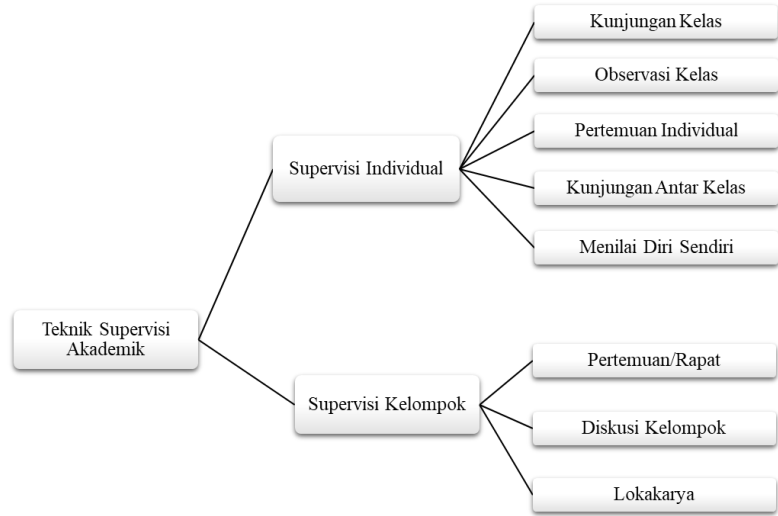 Teknik Supervisi
Akademik
Supervisi Individual
Kunjungan Kelas
Observasi Kelas
Pertemuan Individual
Kunjungan Antar Kelas
Menilai Diri Sendiri
Supervisi Kelompok
Pertemuan/Rapat
Diskusi Kelompok
Lokakarya